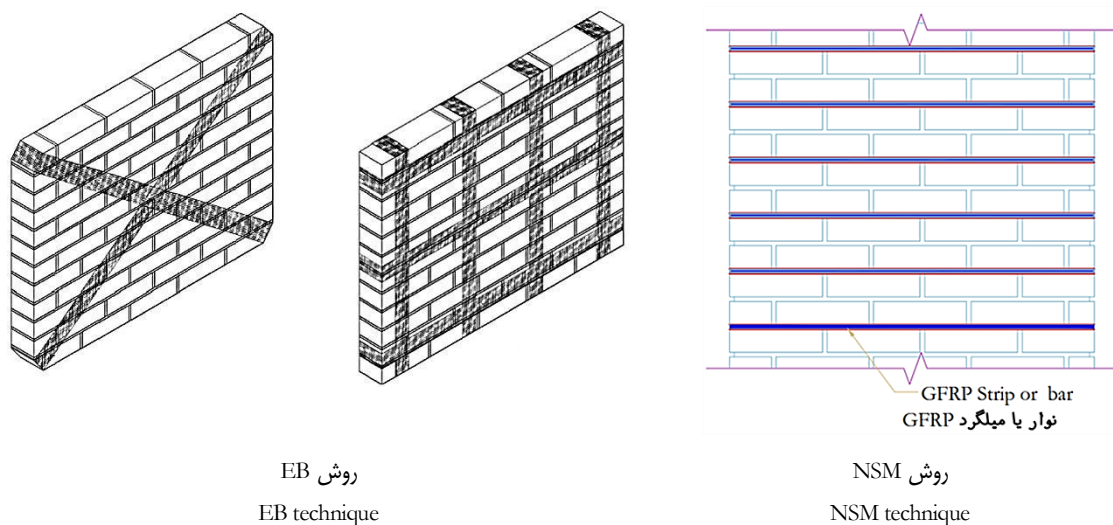 GFRP Strip or bar
نوار یا میلگرد GFRP
روش EB
EB technique
روش NSM
NSM technique